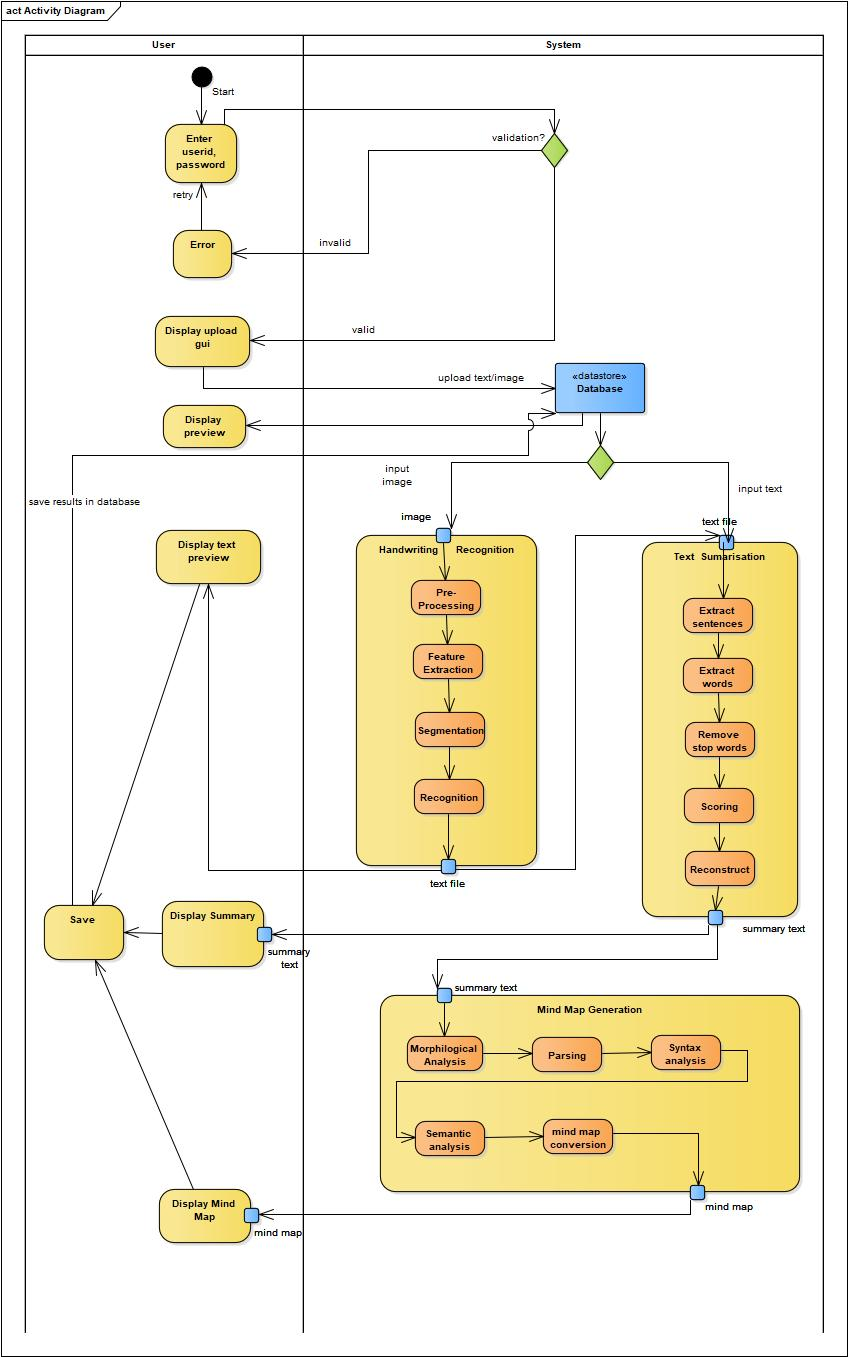 act Activity Diagram
User
System
Start
Enter
userid,
password
validation?
retry
Error
invalid
Display upload
gui
valid
upload text/image
«datastore»
Database
Display
preview
input
image
input text
save results in database
image
text file
Display text
preview
Handwriting Recognition
Text Sumarisation
Pre-
Processing
Extract
sentences
Feature
Extraction
Extract
words
Segmentation
Remove
stop words
Recognition
Scoring
Reconstruct
text file
Save
Display Summary
summary text
summary
text
summary text
Mind Map Generation
Morphilogical
Analysis
Parsing
Syntax
analysis
Semantic
analysis
mind map
conversion
Display Mind
Map
mind map
mind map